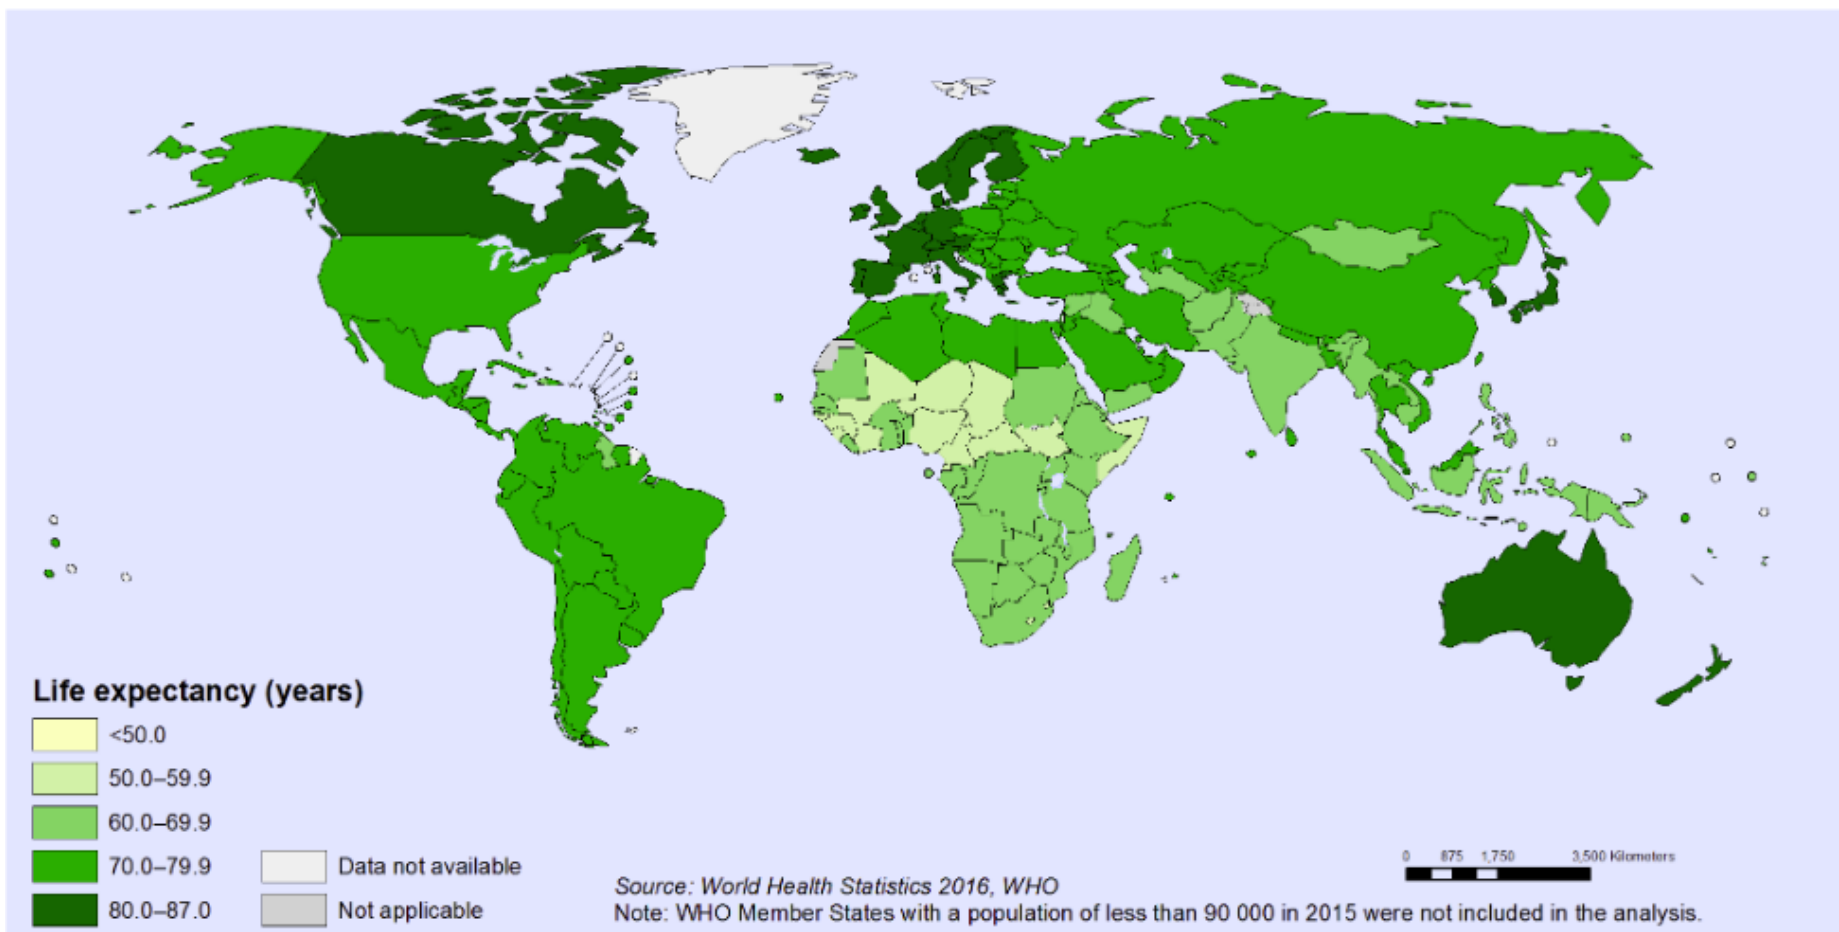 Life expectancy (years)
<50.0
50.0–59.9
60.0–69.9
70.0–79.9
80.0–87.0
Data not available
Not applicable
0 875 1,750 3,500 Kilometers
Source: World Health Statistics 2016, WHO
Note: WHO Member States with a population of less than 90 000 in 2015 were not included in the analysis.